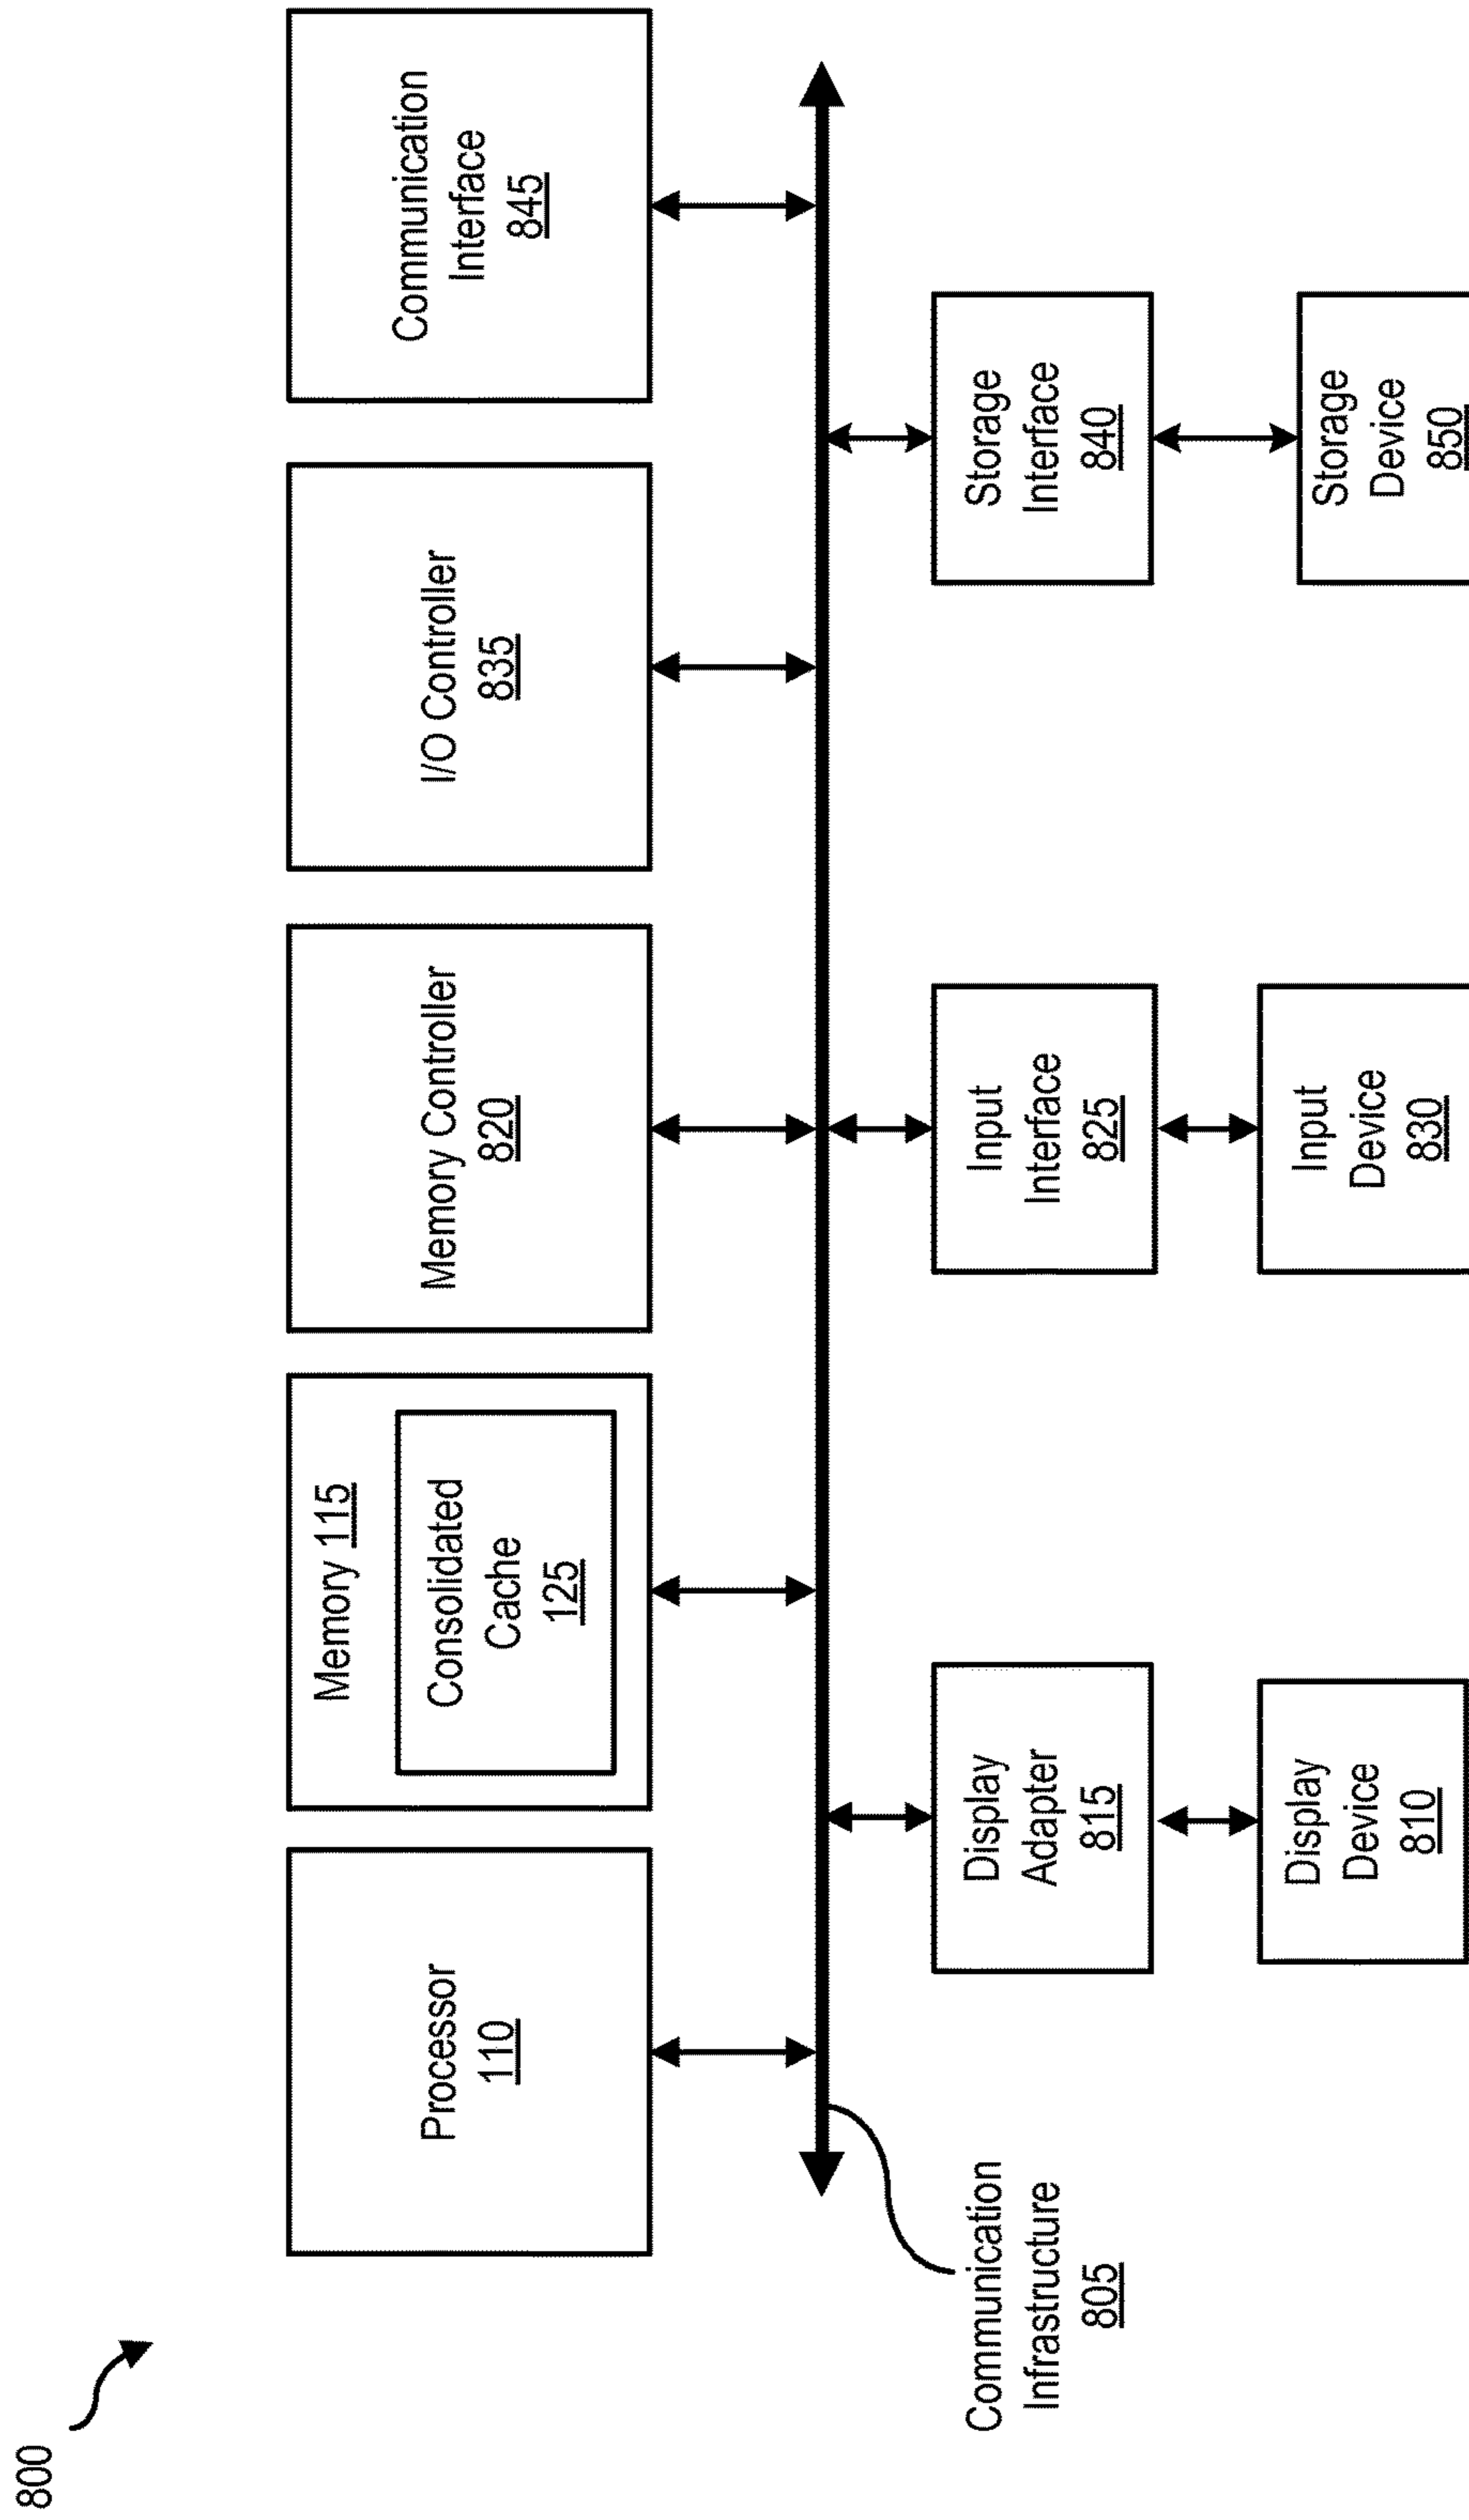 800
Processor
110
Memory 115
Consolidated
Cache
125
Memory Controller
820
I/O Controller
835
Communication
Interface
845
Communication
Infrastructure
805
Display
Adapter
815
Input
Interface
825
Storage
Interface
840
Display
Device
810
Input
Device
830
Storage
Device
850